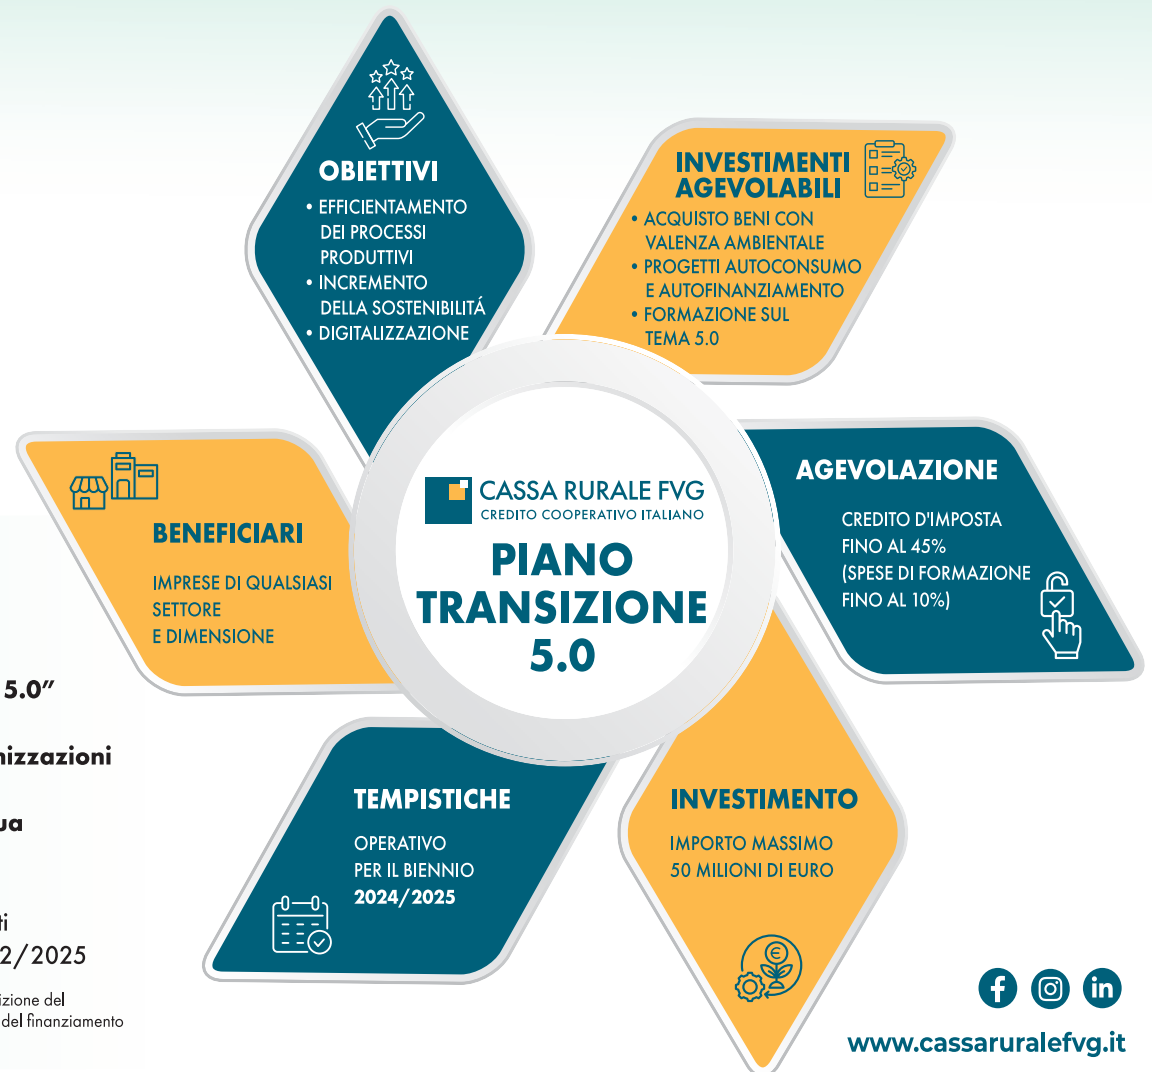 OBIETTIVI
• EFFICIENTAMENTO
DEI PROCESSI
PRODUTTIVI
• INCREMENTO
DELLA SOSTENIBILITÁ
• DIGITALIZZAZIONE
INVESTIMENTI
AGEVOLABILI
• ACQUISTO BENI CON
VALENZA AMBIENTALE
• PROGETTI AUTOCONSUMO
E AUTOFINANZIAMENTO
• FORMAZIONE SUL
TEMA 5.0
BENEFICIARI
IMPRESE DI QUALSIASI
SETTORE
E DIMENSIONE
CASSA RURALE FVG
CREDITO COOPERATIVO ITALIANO
PIANO
TRANSIZIONE
5.0
AGEVOLAZIONE
CREDITO D'IMPOSTA
FINO AL 45%
(SPESE DI FORMAZIONE
FINO AL 10%)
TEMPISTICHE
OPERATIVO
PER IL BIENNIO
2024/2025
INVESTIMENTO
IMPORTO MASSIMO
50 MILIONI DI EURO
5.0”
nizzazioni
ua
ti
2/2025
izione del
del finanziamento
www.cassaruralefvg.it